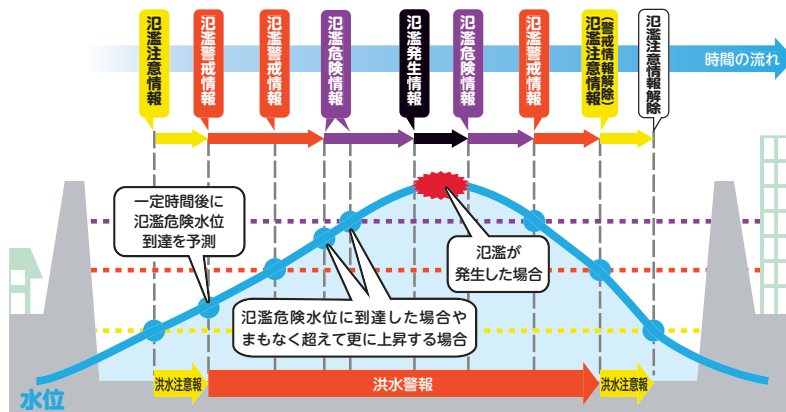 氾濫注意情報
氾濫警戒情報
氾濫警戒情報
氾濫危険情報
氾濫発生情報
氾濫危険情報
氾濫警戒情報
(警戒情報解除)
氾濫注意情報
氾濫注意情報解除
時間の流れ
一定時間後に
氾濫危険水位
到達を予測
氾濫が
発生した場合
氾濫危険水位に到達した場合や
まもなく超えて更に上昇する場合
洪水注意報
洪水警報
洪水注意報
水位